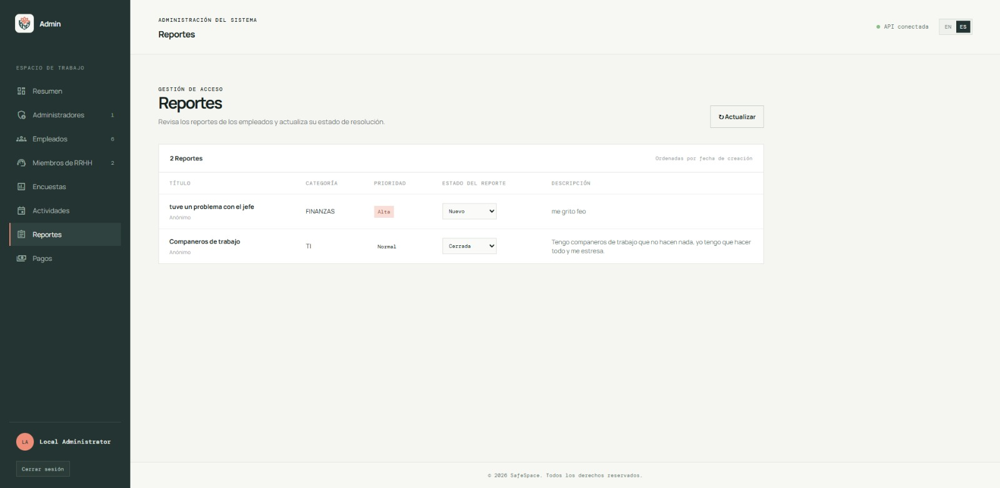 Admin
ESPACIO DE TRABAJO
Resumen
Administradores 1
Empleados 6
Miembros de RRHH 2
Encuestas
Actividades
Reportes
Pagos
LA Local Administrator
Cerrar sesión
ADMINISTRACIÓN DEL SISTEMA
Reportes
API conectada EN ES
GESTIÓN DE ACCESO
Reportes
Revisa los reportes de los empleados y actualiza su estado de resolución.
↻ Actualizar
2 Reportes Ordenadas por fecha de creación
TÍTULO CATEGORÍA PRIORIDAD ESTADO DEL REPORTE DESCRIPCIÓN
tuve un problema con el jefe
Anónimo
FINANZAS Alta Nuevo me grito feo
Companeros de trabajo
Anónimo
TI Normal Cerrada
Tengo companeros de trabajo que no hacen nada, yo tengo que hacer
todo y me estresa.
© 2026 SafeSpace. Todos los derechos reservados.